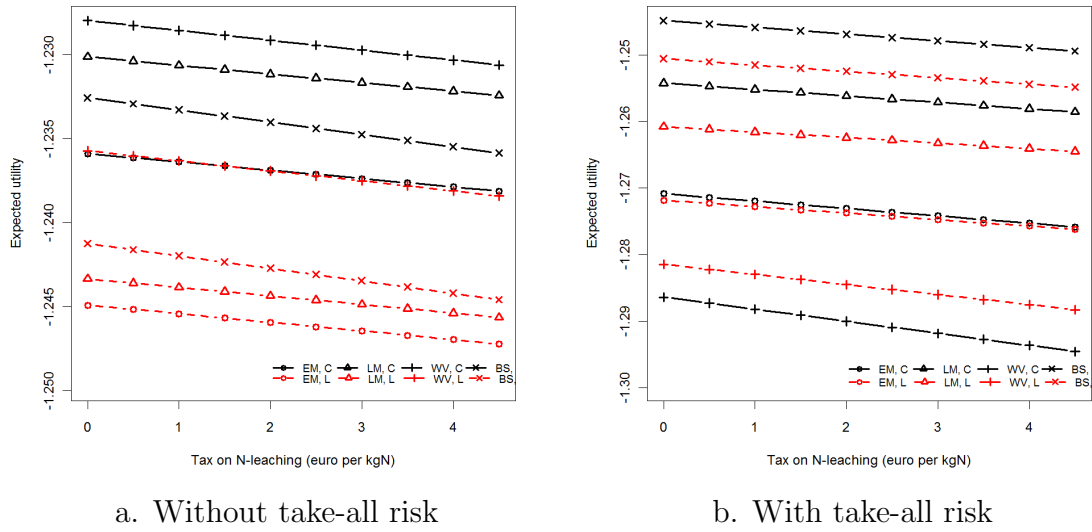 -1.230
-1.235
-1.240
-1.245
-1.250
Expected utility
EM, C LM, C WV, C BS,
EM, L LM, L WV, L BS,
0 1 2 3 4
Tax on N-leaching (euro per kgN)
a. Without take-all risk
-1.25
-1.26
-1.27
-1.28
-1.29
-1.30
Expected utility
EM, C LM, C WV, C BS,
EM, L LM, L WV, L BS,
0 1 2 3 4
Tax on N-leaching (euro per kgN)
b. With take-all risk